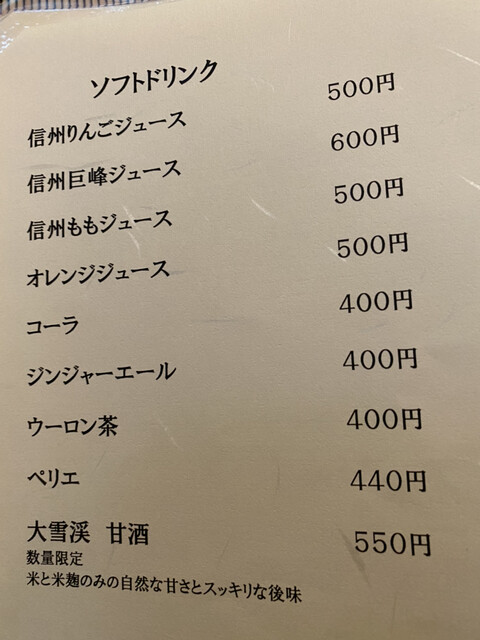 ソフトドリンク
信州りんごジュース 500円
信州巨峰ジュース 600円
信州ももジュース 500円
オレンジジュース 500円
コーラ 400円
ジンジャーエール 400円
ウーロン茶 400円
ペリエ 440円
大雪渓 甘酒 550円
数量限定
米と米麹のみの自然な甘さとスッキリな後味